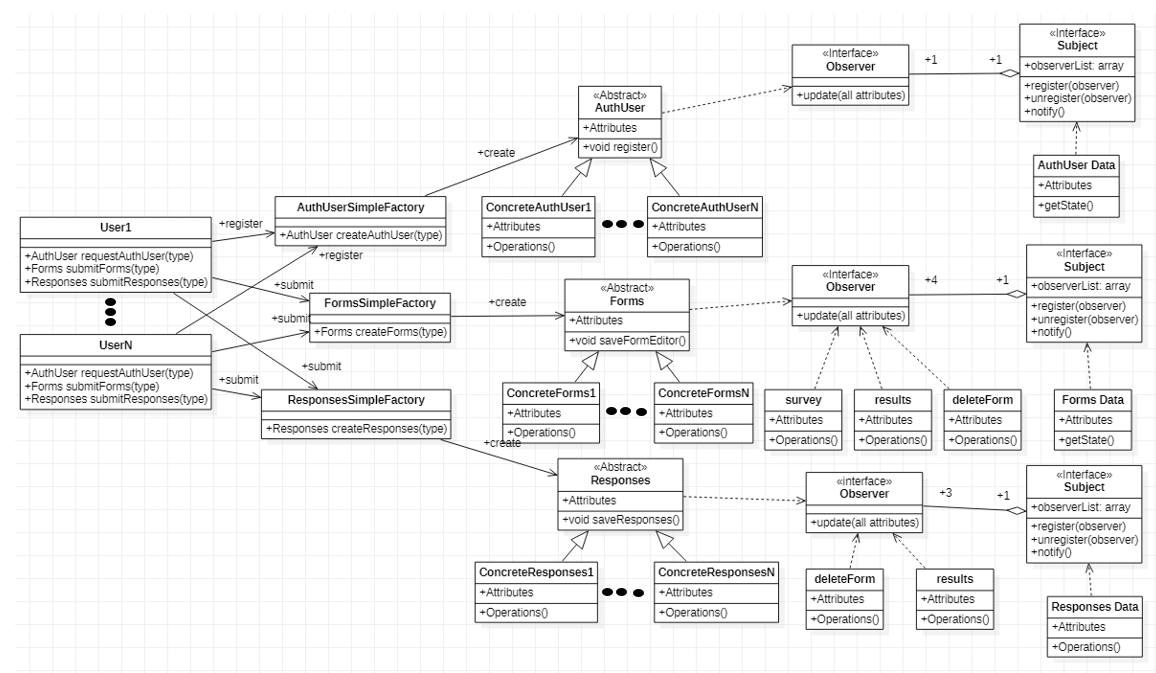 «Interface»
Subject
+observerList: array
+register(observer)
+unregister(observer)
+notify()
+1
+1
«Interface»
Observer
+update(all attributes)
«Abstract»
AuthUser
+Attributes
+void register()
+create
AuthUser Data
+Attributes
+getState()
ConcreteAuthUser1
+Attributes
+Operations()
ConcreteAuthUserN
+Attributes
+Operations()
AuthUserSimpleFactory
+AuthUser createAuthUser(type)
+register
+register
User1
+AuthUser requestAuthUser(type)
+Forms submitForms(type)
+Responses submitResponses(type)
+submit
+submit
FormsSimpleFactory
+Forms createForms(type)
+create
«Abstract»
Forms
+Attributes
+void saveFormEditor()
«Interface»
Observer
+update(all attributes)
+4
+1
«Interface»
Subject
+observerList: array
+register(observer)
+unregister(observer)
+notify()
UserN
+AuthUser requestAuthUser(type)
+Forms submitForms(type)
+Responses submitResponses(type)
+submit
+submit
ResponsesSimpleFactory
+Responses createResponses(type)
+create
ConcreteForms1
+Attributes
+Operations()
ConcreteFormsN
+Attributes
+Operations()
survey
+Attributes
+Operations()
results
+Attributes
+Operations()
deleteForm
+Attributes
+Operations()
Forms Data
+Attributes
+getState()
«Abstract»
Responses
+Attributes
+void saveResponses()
«interface»
Observer
+update(all attributes)
+3
+1
«Interface»
Subject
+observerList: array
+register(observer)
+unregister(observer)
+notify()
ConcreteResponses1
+Attributes
+Operations()
ConcreteResponsesN
+Attributes
+Operations()
deleteForm
+Attributes
+Operations()
results
+Attributes
+Operations()
Responses Data
+Attributes
+Operations()